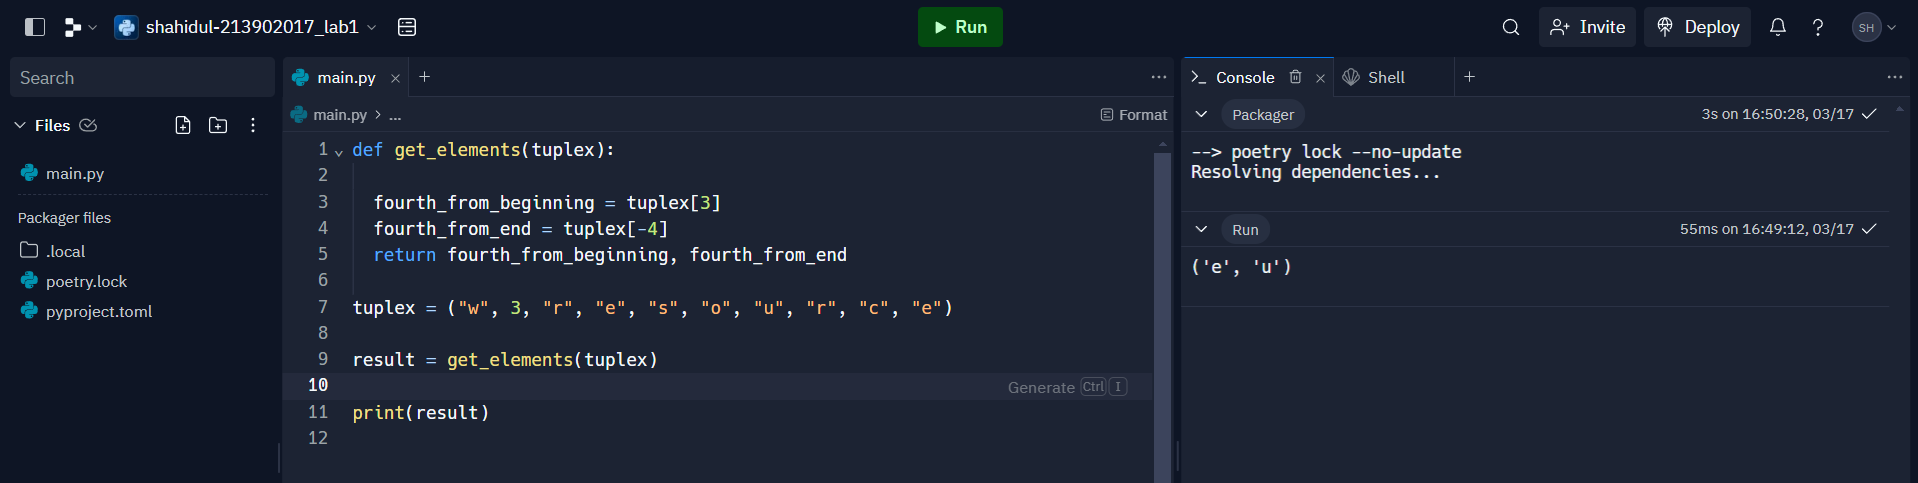 shahidul-213902017_lab1
Run
Invite
Deploy
SH
Search
Files
main.py
Packager files
.local
poetry.lock
pyproject.toml
main.py
main.py > ...
Format
1 def get_elements(tuplex):
2
3 fourth_from_beginning = tuplex[3]
4 fourth_from_end = tuplex[-4]
5 return fourth_from_beginning, fourth_from_end
6
7 tuplex = ("w", 3, "r", "e", "s", "o", "u", "r", "c", "e")
8
9 result = get_elements(tuplex)
10 Generate Ctrl I
11 print(result)
12
Console
Shell
Packager 3s on 16:50:28, 03/17
--> poetry lock --no-update
Resolving dependencies...
Run 55ms on 16:49:12, 03/17
('e', 'u')